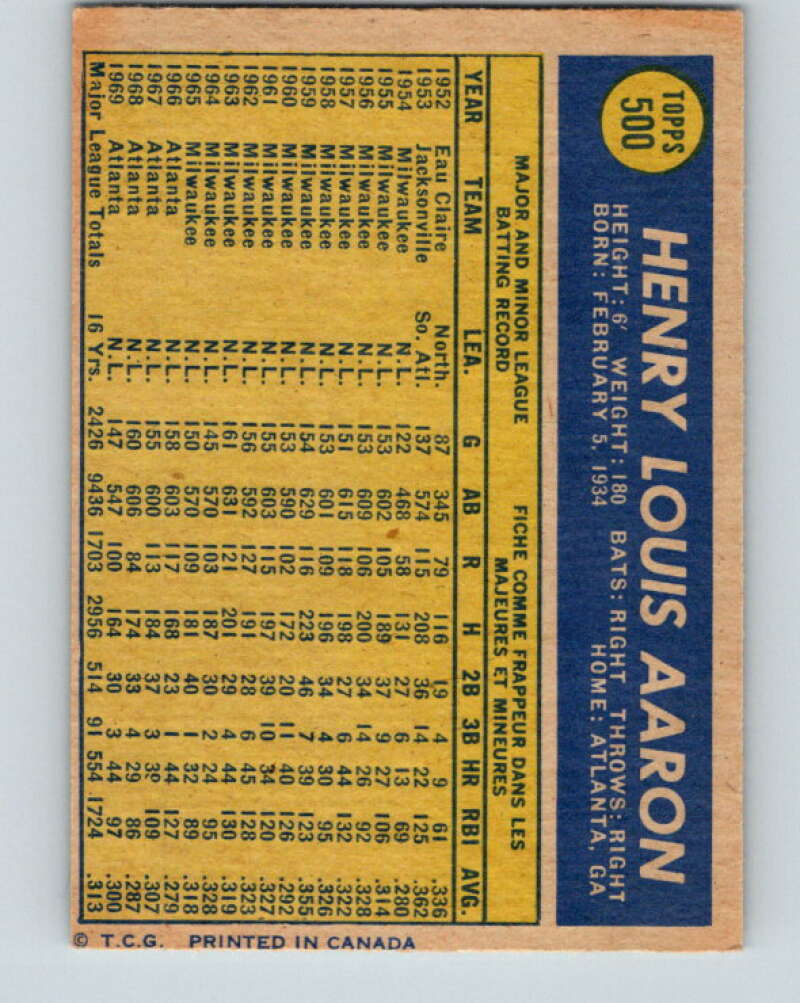 TOPPS
500
HENRY LOUIS AARON
HEIGHT: 6' WEIGHT: 180 BATS: RIGHT THROWS: RIGHT
BORN: FEBRUARY 5, 1934 HOME: ATLANTA, GA
MAJOR AND MINOR LEAGUE
BATTING RECORD
FICHE COMME FRAPPEUR DANS LES
MAJEURES ET MINEURES
YEAR TEAM LEA. G AB R H 2B 3B HR RBI AVG.
1952 Eau Claire North. 87 345 79 116 19 4 9 61 .336
1953 Jacksonville So. Atl. 137 574 115 208 36 14 22 125 .362
1954 Milwaukee N.L. 122 468 58 131 27 6 13 69 .280
1955 Milwaukee N.L. 153 602 105 189 37 9 27 106 .314
1956 Milwaukee N.L. 153 609 106 200 34 14 26 92 .328
1957 Milwaukee N.L. 151 615 118 198 27 6 44 132 .322
1958 Milwaukee N.L. 153 601 109 196 34 4 30 95 .326
1959 Milwaukee N.L. 154 629 116 223 46 7 39 123 .355
1960 Milwaukee N.L. 153 590 102 172 20 11 40 126 .292
1961 Milwaukee N.L. 155 603 115 197 39 10 34 120 .327
1962 Milwaukee N.L. 156 592 127 191 28 6 45 128 .323
1963 Milwaukee N.L. 161 631 121 201 29 4 44 130 .319
1964 Milwaukee N.L. 145 570 103 187 30 2 24 95 .328
1965 Milwaukee N.L. 150 570 109 181 40 1 32 89 .318
1966 Atlanta N.L. 158 603 117 168 23 1 44 127 .279
1967 Atlanta N.L. 155 600 113 184 37 3 39 109 .307
1968 Atlanta N.L. 160 606 84 174 33 4 29 86 .287
1969 Atlanta N.L. 147 547 100 164 30 3 44 97 .300
Major League Totals 16 Yrs. 2426 9436 1703 2956 514 91 554 1724 .313
© T.C.G. PRINTED IN CANADA